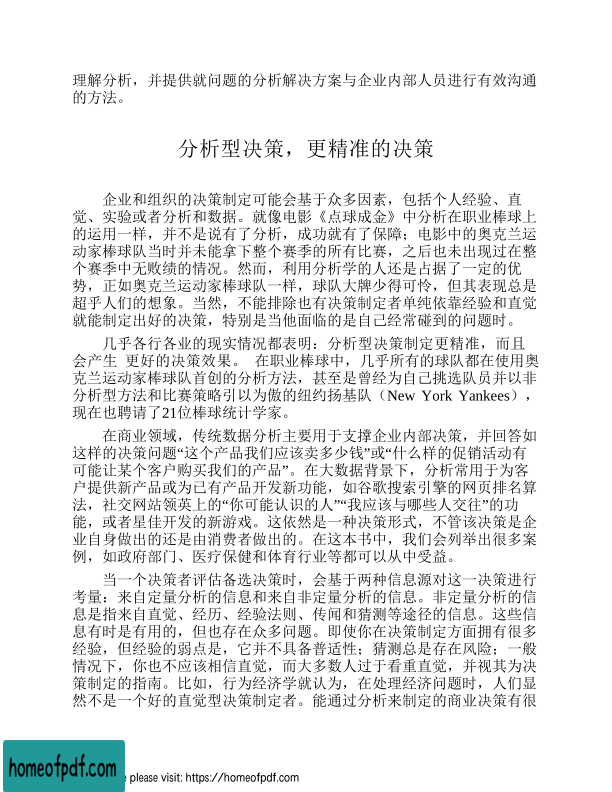 理解分析，并提供就问题的分析解决方案与企业内部人员进行有效沟通
的方法。
分析型决策，更精准的决策
企业和组织的决策制定可能会基于众多因素，包括个人经验、直
觉、实验或者分析和数据。就像电影《点球成金》中分析在职业棒球上
的运用一样，并不是说有了分析，成功就有了保障；电影中的奥克兰运
动家棒球队当时并未能拿下整个赛季的所有比赛，之后也未出现过在整
个赛季中无败绩的情况。然而，利用分析学的人还是占据了一定的优
势，正如奥克兰运动家棒球队一样，球队大牌少得可怜，但其表现总是
超乎人们的想象。当然，不能排除也有决策制定者单纯依靠经验和直觉
就能制定出好的决策，特别是当他面临的是自己经常碰到的问题时。
几乎各行各业的现实情况都表明：分析型决策制定更精准，而且
会产生 更好的决策效果。 在职业棒球中，几乎所有的球队都在使用奥
克兰运动家棒球队首创的分析方法，甚至是曾经为自己挑选队员并以非
分析型方法和比赛策略引以为傲的纽约扬基队（New York Yankees），
现在也聘请了21位棒球统计学家。
在商业领域，传统数据分析主要用于支撑企业内部决策，并回答如
这样的决策问题“这个产品我们应该卖多少钱”或“什么样的促销活动有
可能让某个客户购买我们的产品”。在大数据背景下，分析常用于为客
户提供新产品或为已有产品开发新功能，如谷歌搜索引擎的网页排名算
法，社交网站领英上的“你可能认识的人”“我应该与哪些人交往”的功
能，或者星佳开发的新游戏。这依然是一种决策形式，不管该决策是企
业自身做出的还是由消费者做出的。在这本书中，我们会列举出很多案
例，如政府部门、医疗保健和体育行业等都可以从中受益。
当一个决策者评估备选决策时，会基于两种信息源对这一决策进行
考量：来自定量分析的信息和来自非定量分析的信息。非定量分析的信
息是指来自直觉、经历、经验法则、传闻和猜测等途径的信息。这些信
息有时是有用的，但也存在众多问题。即使你在决策制定方面拥有很多
经验，但经验的弱点是，它并不具备普适性；猜测总是存在风险；一般
情况下，你也不应该相信直觉，而大多数人过于看重直觉，并视其为决
策制定的指南。比如，行为经济学就认为，在处理经济问题时，人们显
然不是一个好的直觉型决策制定者。能通过分析来制定的商业决策有很
homeofpdf.com
e please visit: https://homeofpdf.com